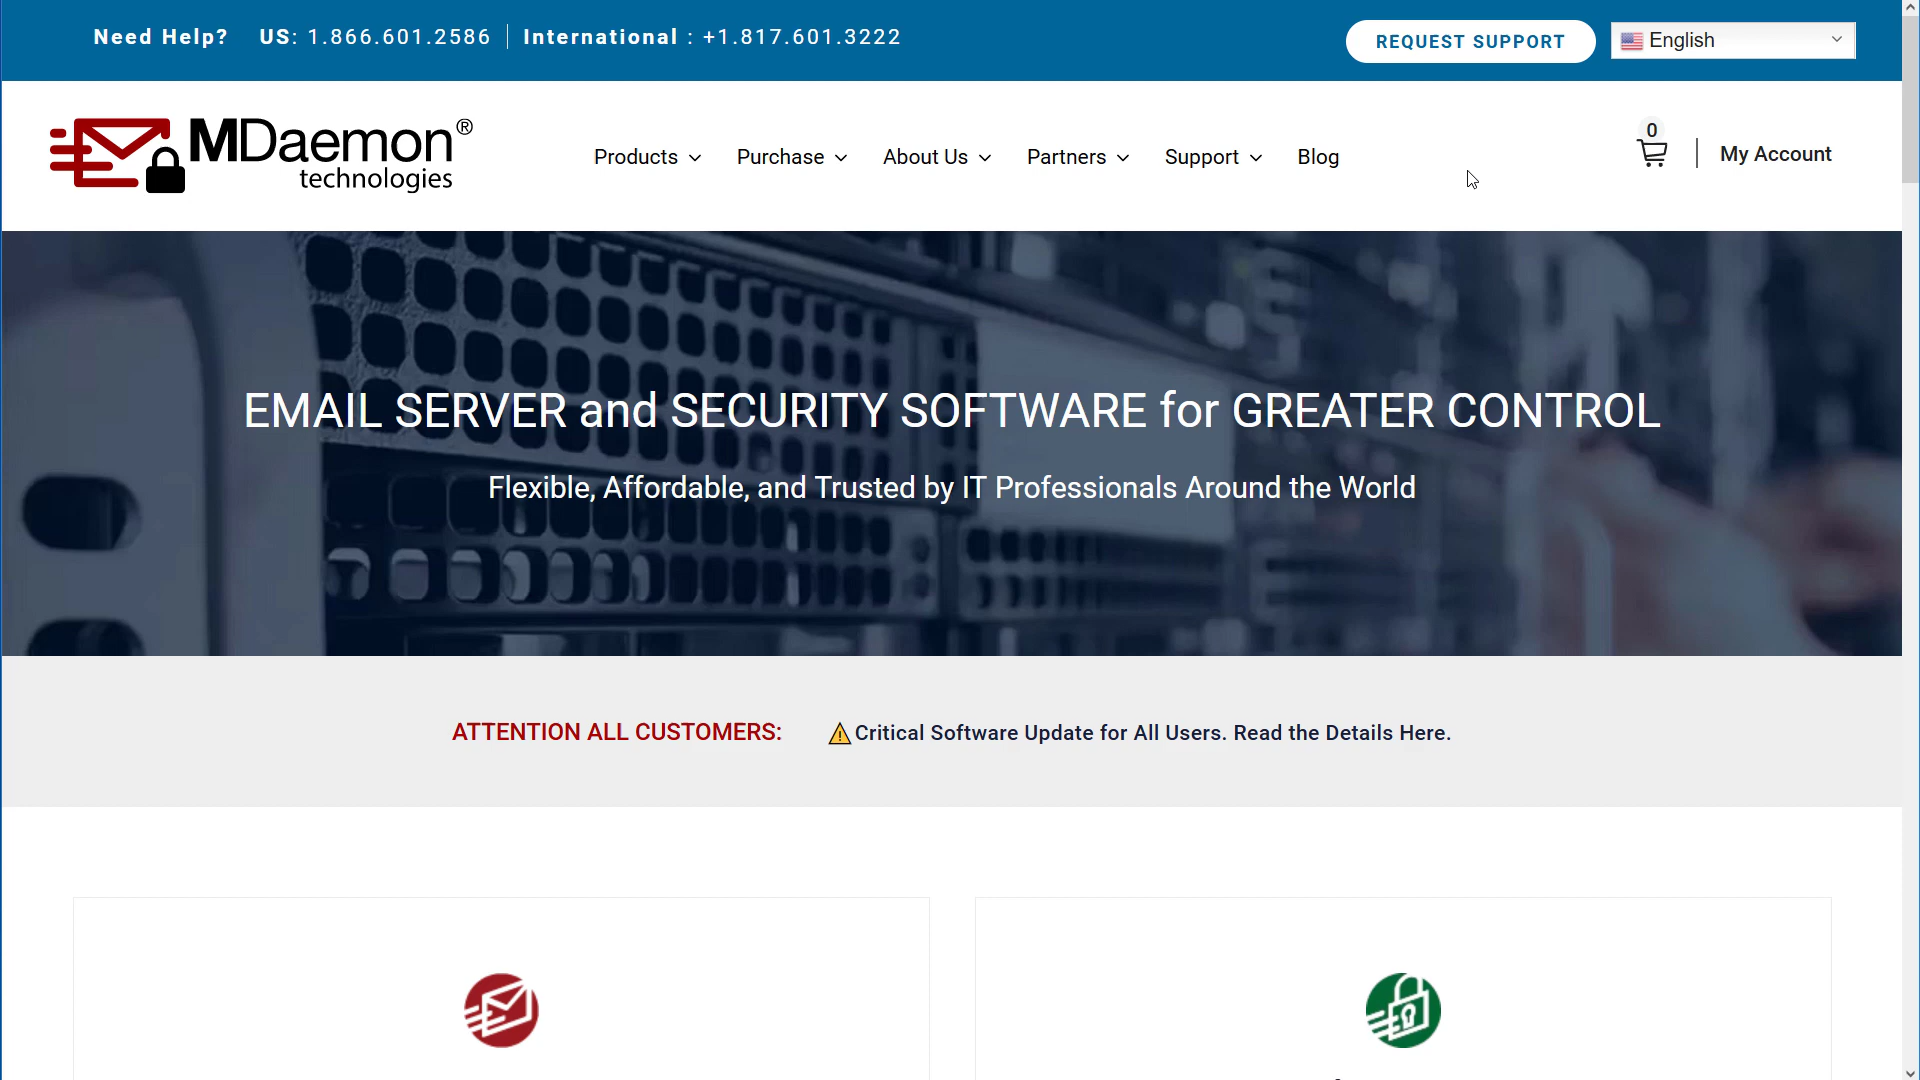 Need Help? US: 1.866.601.2586 International : +1.817.601.3222
REQUEST SUPPORT
English
MDaemon®
technologies
Products
Purchase
About Us
Partners
Support
Blog
0
My Account
EMAIL SERVER and SECURITY SOFTWARE for GREATER CONTROL
Flexible, Affordable, and Trusted by IT Professionals Around the World
ATTENTION ALL CUSTOMERS: ⚠Critical Software Update for All Users. Read the Details Here.